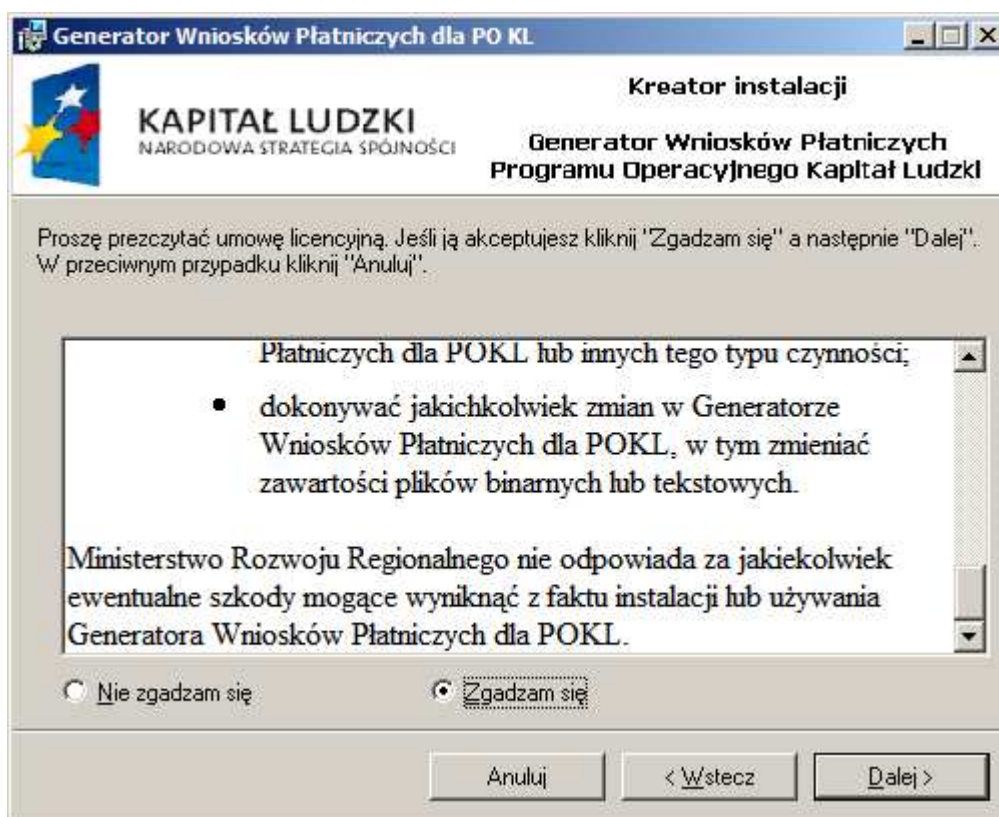 Generator Wniosków Płatniczych dla PO KL
KAPITAŁ LUDZKI
NARODOWA STRATEGIA SPÓJNOŚCI
Kreator instalacji
Generator Wniosków Płatniczych
Programu Operacyjnego Kapitał Ludzki
Proszę prezczytać umowę licencyjną. Jeśli ją akceptujesz kliknij "Zgadzam się" a następnie "Dalej".
W przeciwnym przypadku kliknij "Anuluj".
Płatniczych dla POKL lub innych tego typu czynności;
• dokonywać jakichkolwiek zmian w Generatorze
Wniosków Płatniczych dla POKL, w tym zmieniać
zawartości plików binarnych lub tekstowych.
Ministerstwo Rozwoju Regionalnego nie odpowiada za jakiekolwiek
ewentualne szkody mogące wyniknąć z faktu instalacji lub używania
Generatora Wniosków Płatniczych dla POKL.
Nie zgadzam się
Zgadzam się
Anuluj
< Wstecz
Dalej >